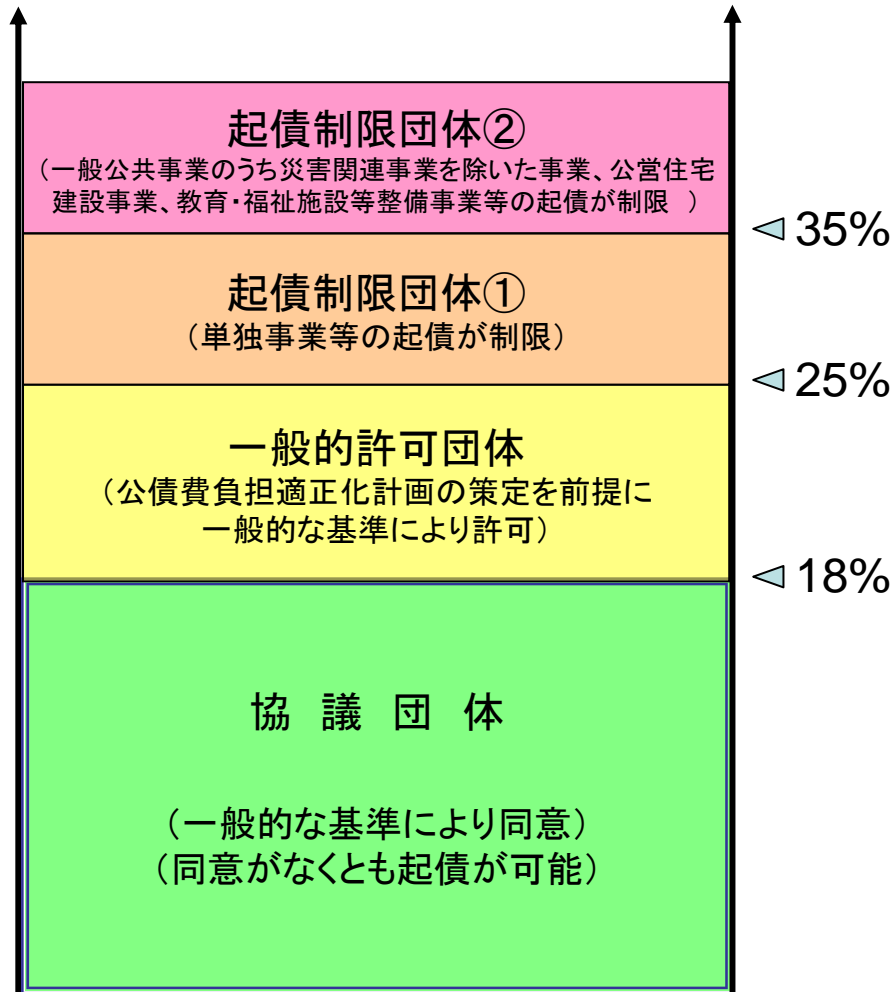 起債制限団体②
（一般公共事業のうち災害関連事業を除いた事業、公営住宅
建設事業、教育・福祉施設等整備事業等の起債が制限　）
35%
起債制限団体①
（単独事業等の起債が制限）
25%
一般的許可団体
（公債費負担適正化計画の策定を前提に
一般的な基準により許可）
18%
協　議　団　体
（一般的な基準により同意）
（同意がなくとも起債が可能）